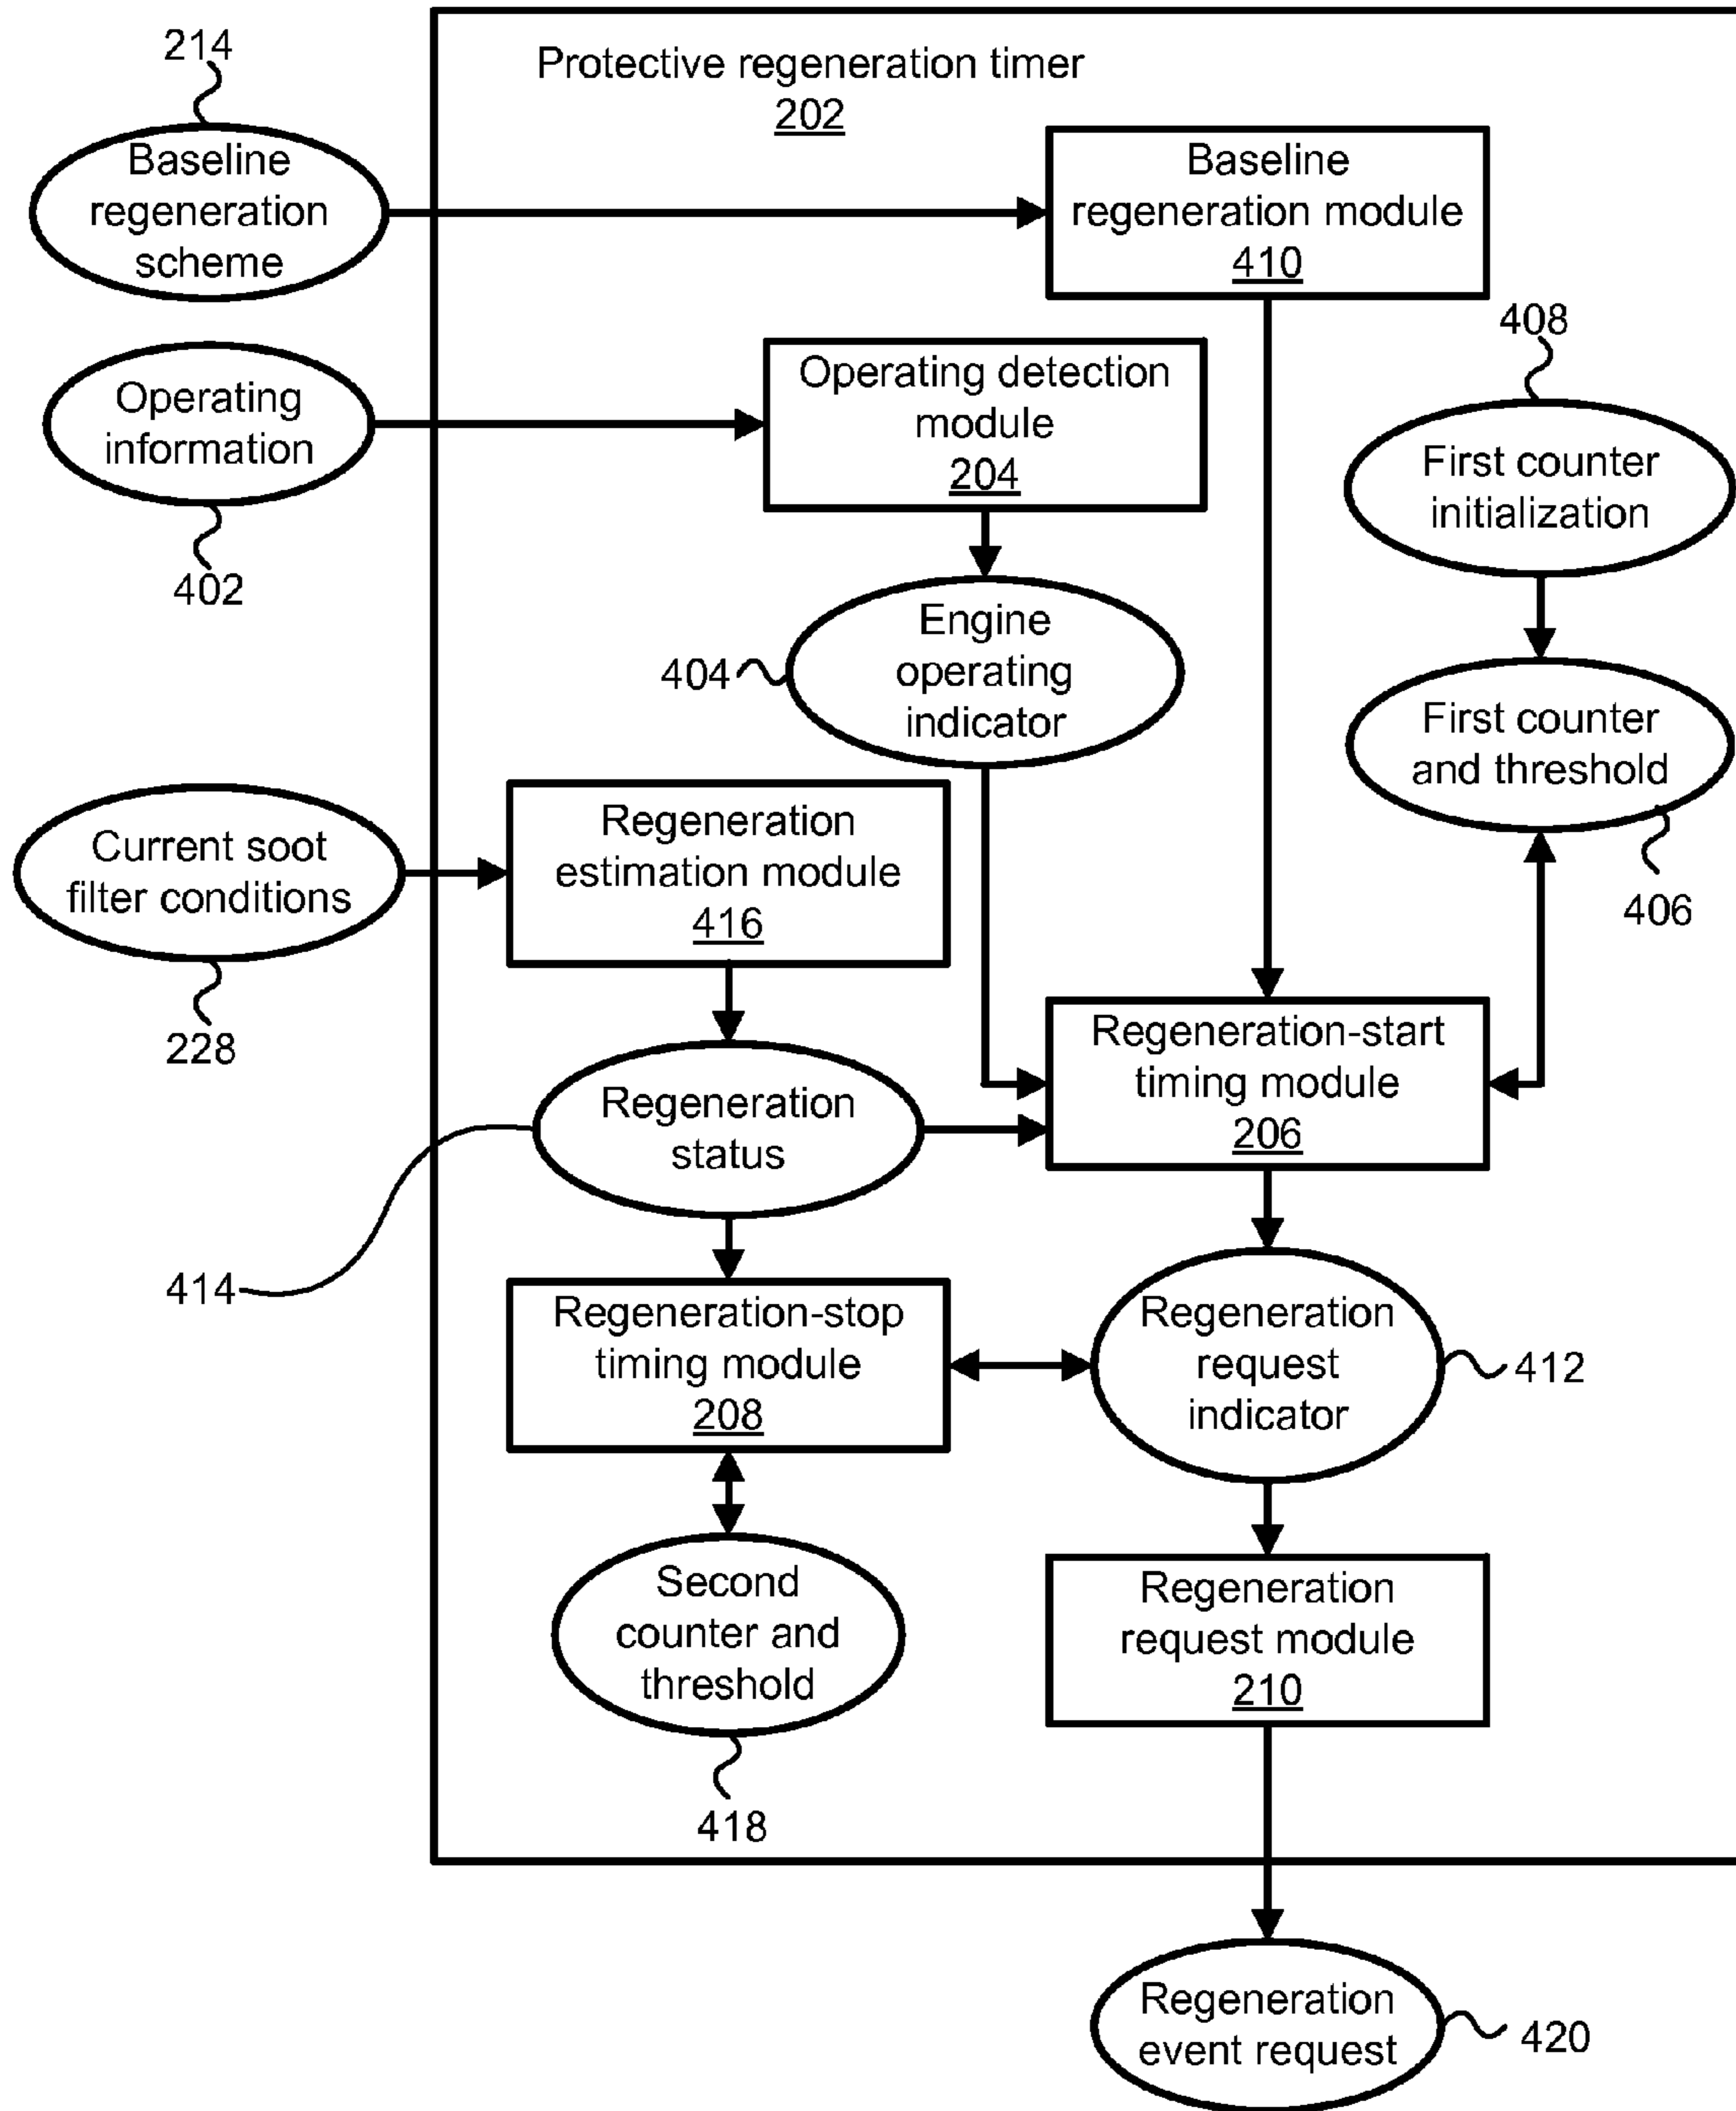 214
Protective regeneration timer
202
Baseline
regeneration
scheme
Baseline
regeneration module
410
408
Operating
information
402
Operating detection
module
204
First counter
initialization
Engine
operating
indicator
404
First counter
and threshold
406
Current soot
filter conditions
228
Regeneration
estimation module
416
Regeneration-start
timing module
206
Regeneration
status
414
Regeneration-stop
timing module
208
Regeneration
request
indicator
412
Second
counter and
threshold
418
Regeneration
request module
210
Regeneration
event request
420